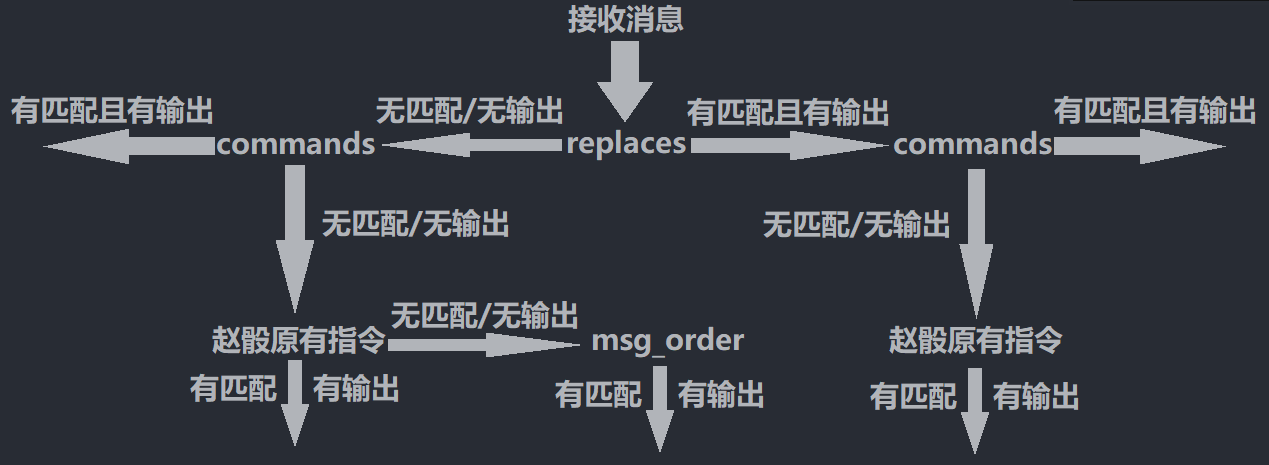 接收消息
有匹配且有输出
无匹配/无输出
有匹配且有输出
有匹配且有输出
commands
replaces
commands
无匹配/无输出
无匹配/无输出
无匹配/无输出
赵骰原有指令
msg_order
赵骰原有指令
有匹配
有输出
有匹配
有输出
有匹配
有输出